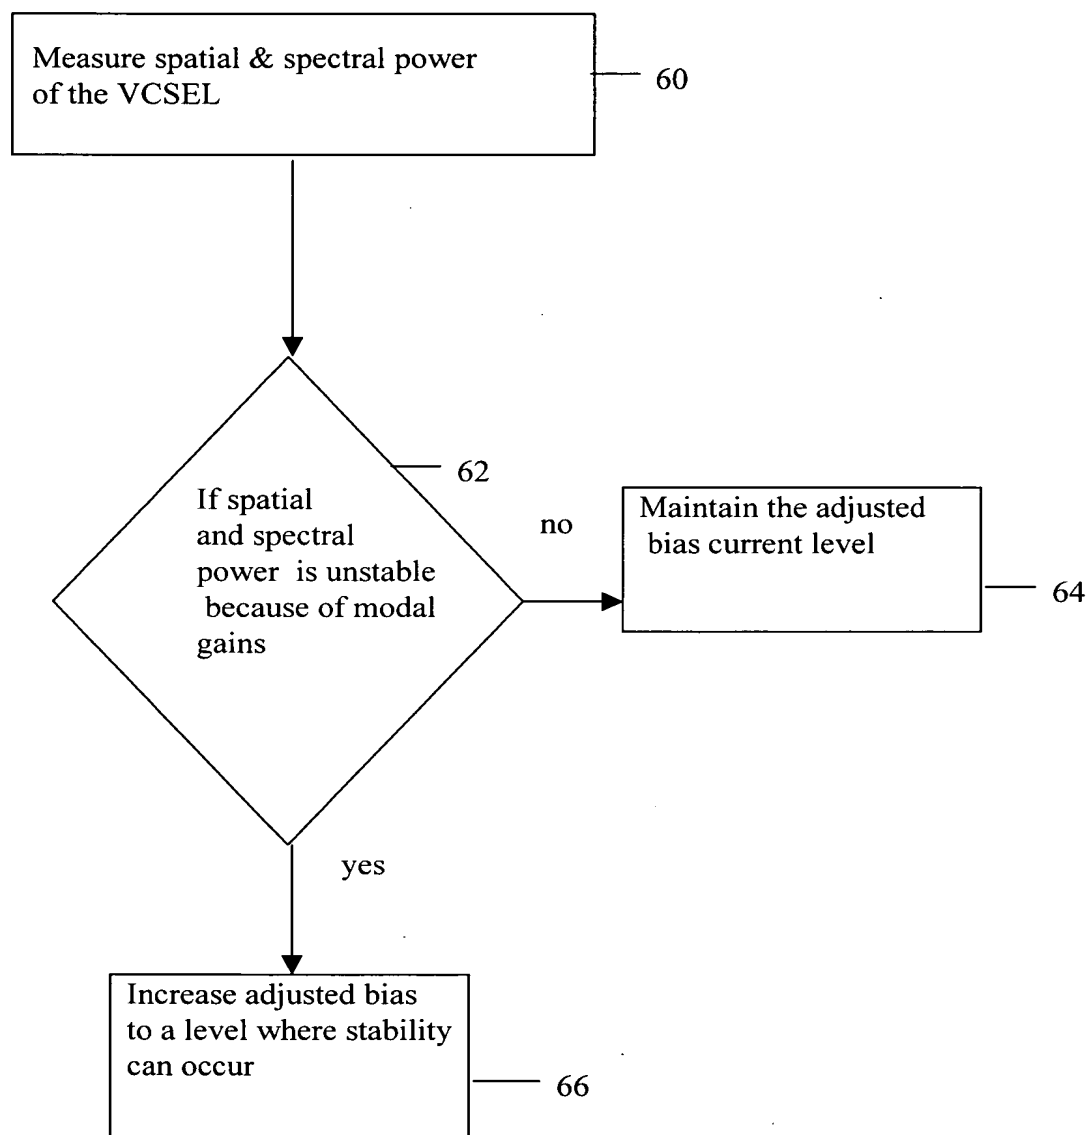 Measure spatial & spectral power
of the VCSEL
60
62
If spatial
and spectral
power is unstable
because of modal
gains
no
Maintain the adjusted
bias current level
64
yes
Increase adjusted bias
to a level where stability
can occur
66